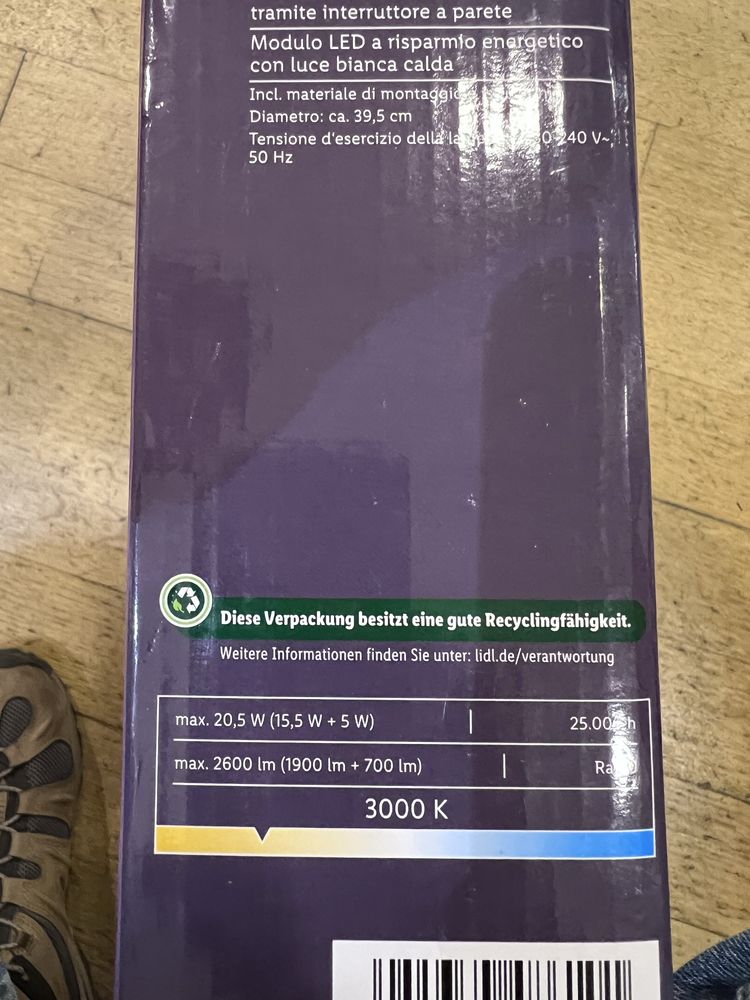 tramite interruttore a parete
Modulo LED a risparmio energetico
con luce bianca calda
Incl. materiale di montaggio
Diametro: ca. 39,5 cm
Tensione d'esercizio della 240 V~,
50 Hz
Diese Verpackung besitzt eine gute Recyclingfähigkeit.
Weitere Informationen finden Sie unter: lidl.de/verantwortung
max. 20,5 W (15,5 W + 5 W) | h
max. 2600 lm (1900 lm + 700 lm) | Ra
3000 K